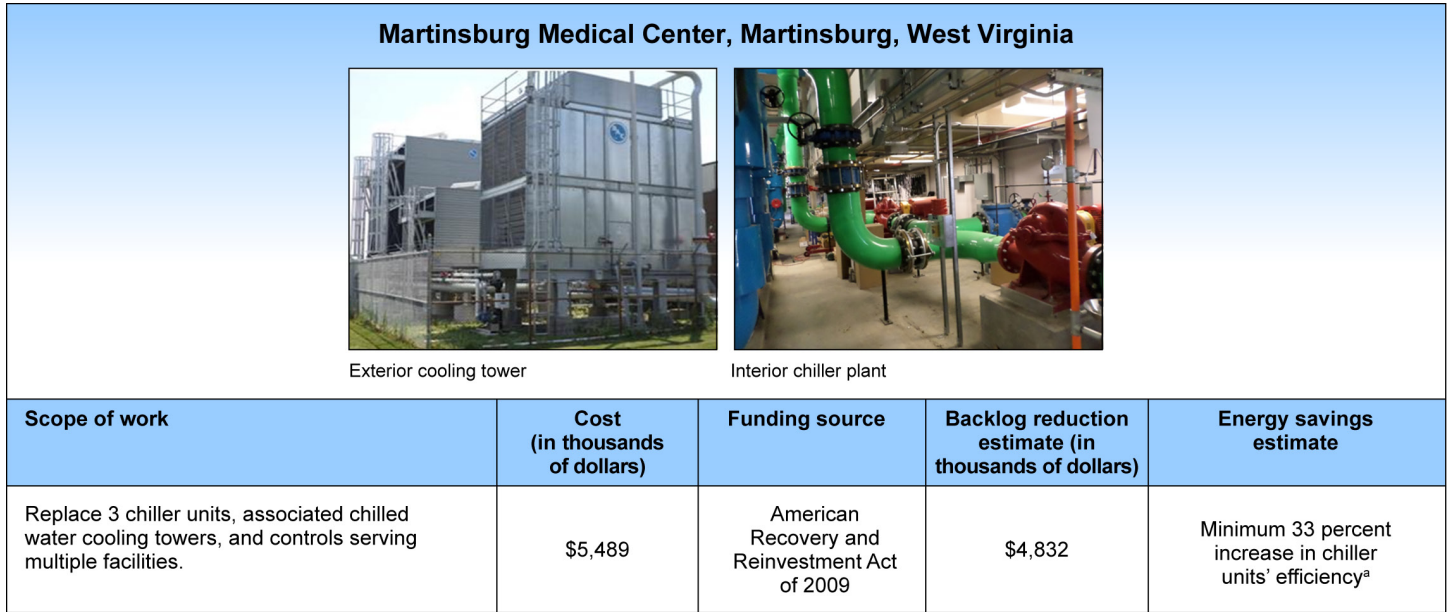 Martinsburg Medical Center, Martinsburg, West Virginia
Exterior cooling tower
Interior chiller plant
Scope of work
Cost
(in thousands
of dollars)
Funding source
Backlog reduction
estimate (in
thousands of dollars)
Energy savings
estimate
Replace 3 chiller units, associated chilled
water cooling towers, and controls serving
multiple facilities.
$5,489
American
Recovery and
Reinvestment Act
of 2009
$4,832
Minimum 33 percent
increase in chiller
units’ efficiencyᵃ